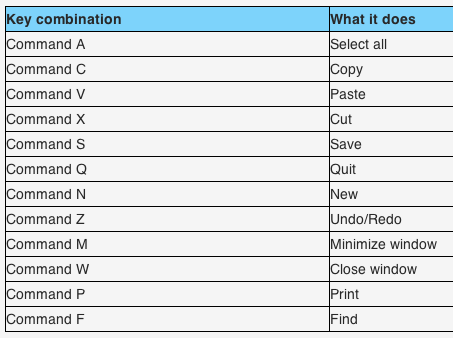 Key combination What it does
Command A Select all
Command C Copy
Command V Paste
Command X Cut
Command S Save
Command Q Quit
Command N New
Command Z Undo/Redo
Command M Minimize window
Command W Close window
Command P Print
Command F Find